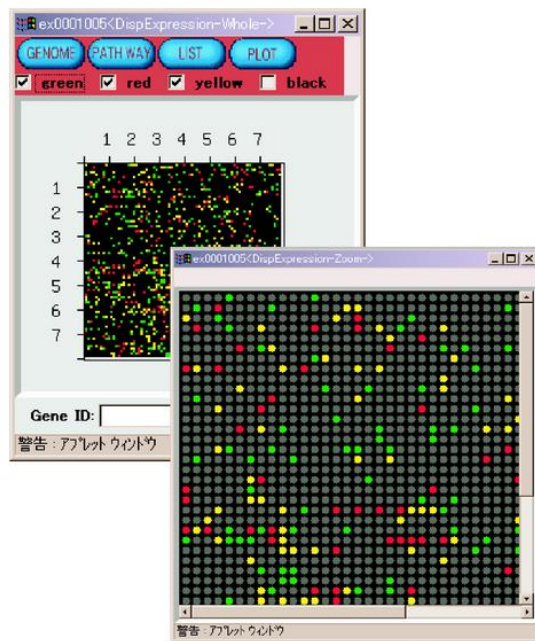 ex0001005<DispExpression-Whole->
GENOME PATHWAY LIST PLOT
green red yellow black
1 2 3 4 5 6 7
1
2
3
4
5
6
7
Gene ID:
警告 : アプレット ウィンドウ
ex0001005<DispExpression-Zoom->
警告 : アプレット ウィンドウ